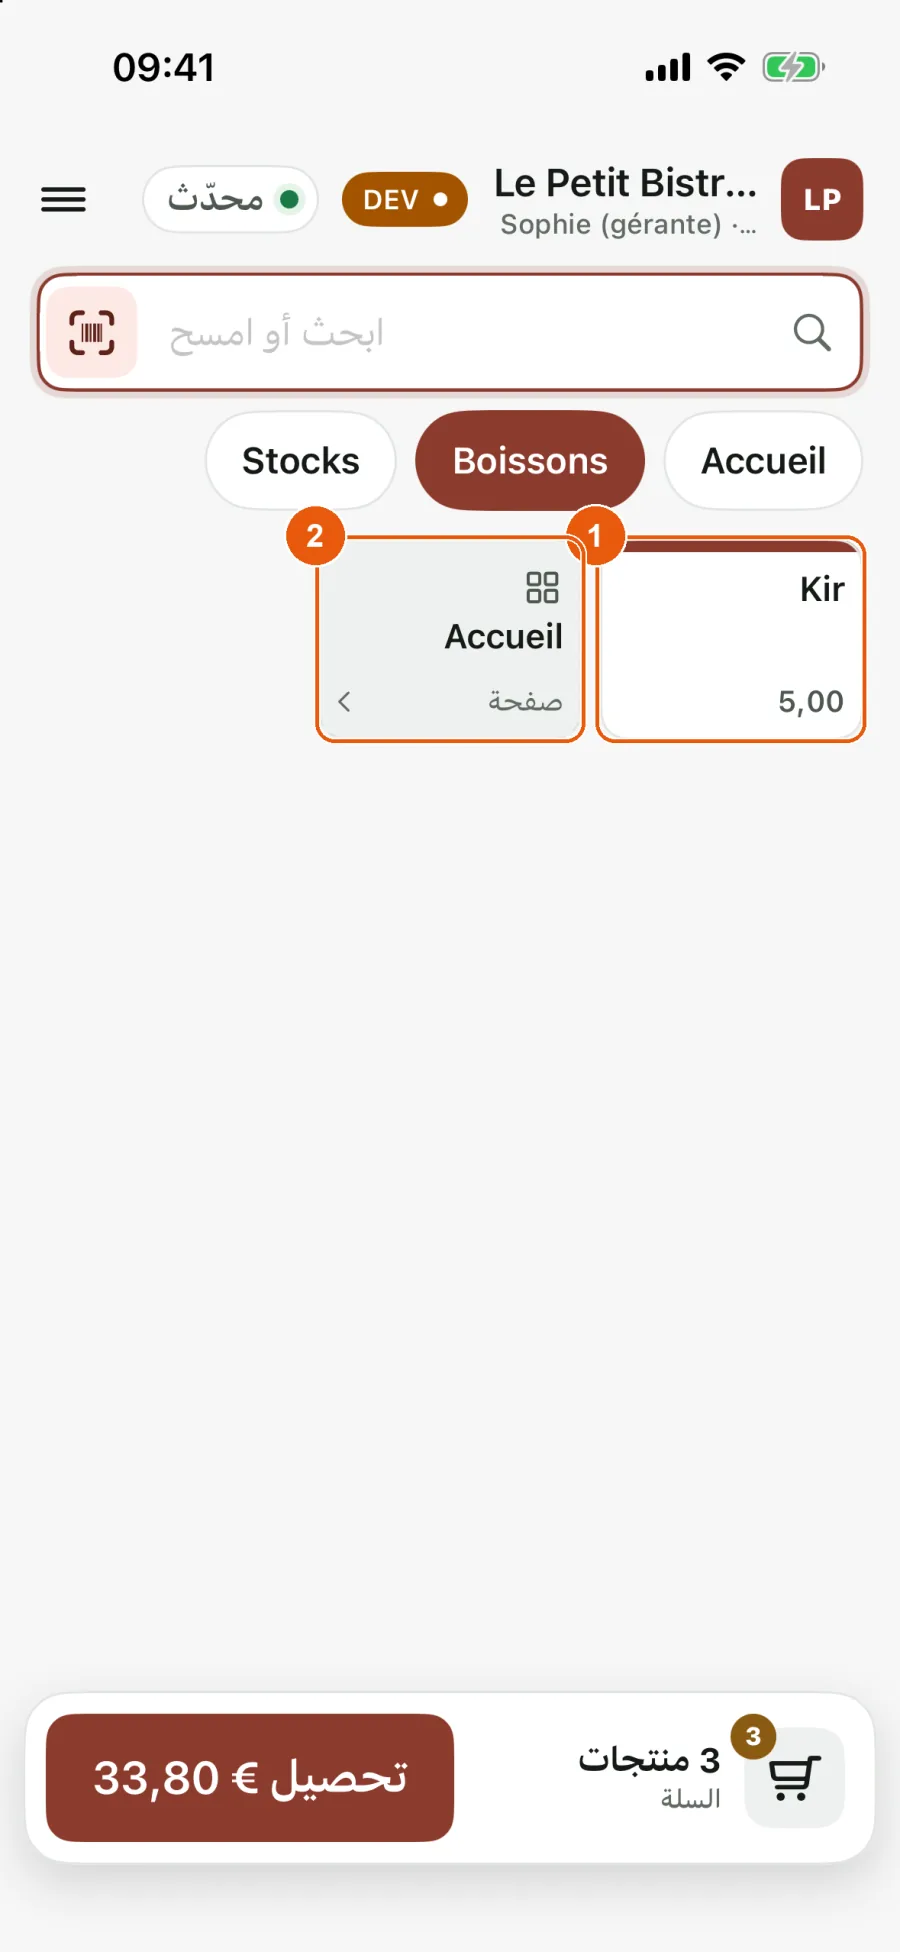 09:41
LP
Le Petit Bistr...
Sophie (gérante) ·...
DEV
محدّث
ابحث أو امسح
Accueil
Boissons
Stocks
1
Kir
5,00
2
Accueil
صفحة
3
3 منتجات
السلة
تحصيل € 33,80